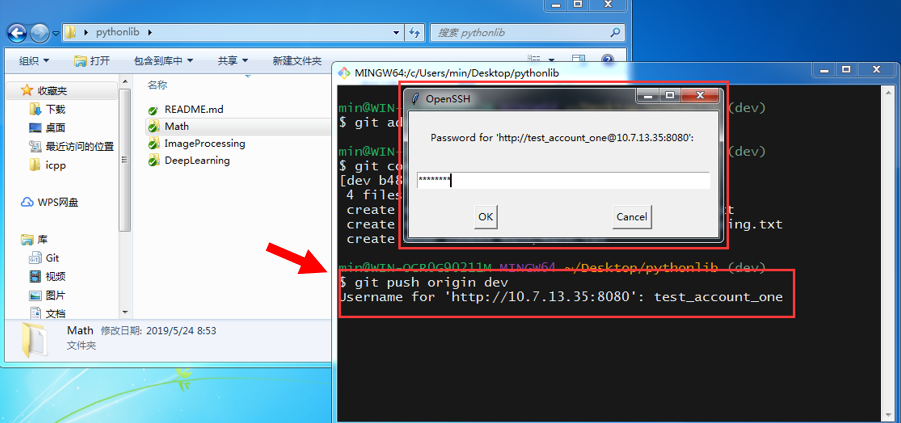 pythonlib
搜索 pythonlib
组织
打开
包含到库中
共享
新建文件夹
收藏夹
下载
桌面
最近访问的位置
icpp
WPS网盘
库
Git
视频
图片
文档
名称
README.md
Math
ImageProcessing
DeepLearning
Math 修改日期: 2019/5/24 8:53
文件夹
MINGW64:/c/Users/min/Desktop/pythonlib
min@WIN- (dev)
$ git ad
min@WIN- (dev)
$ git co
[dev b48
4 files
create t
create ing.txt
create
min@WIN-OCR0G90211M MINGW64 ~/Desktop/pythonlib (dev)
$ git push origin dev
Username for 'http://10.7.13.35:8080': test_account_one
OpenSSH
Password for 'http://test_account_one@10.7.13.35:8080':
********
OK
Cancel